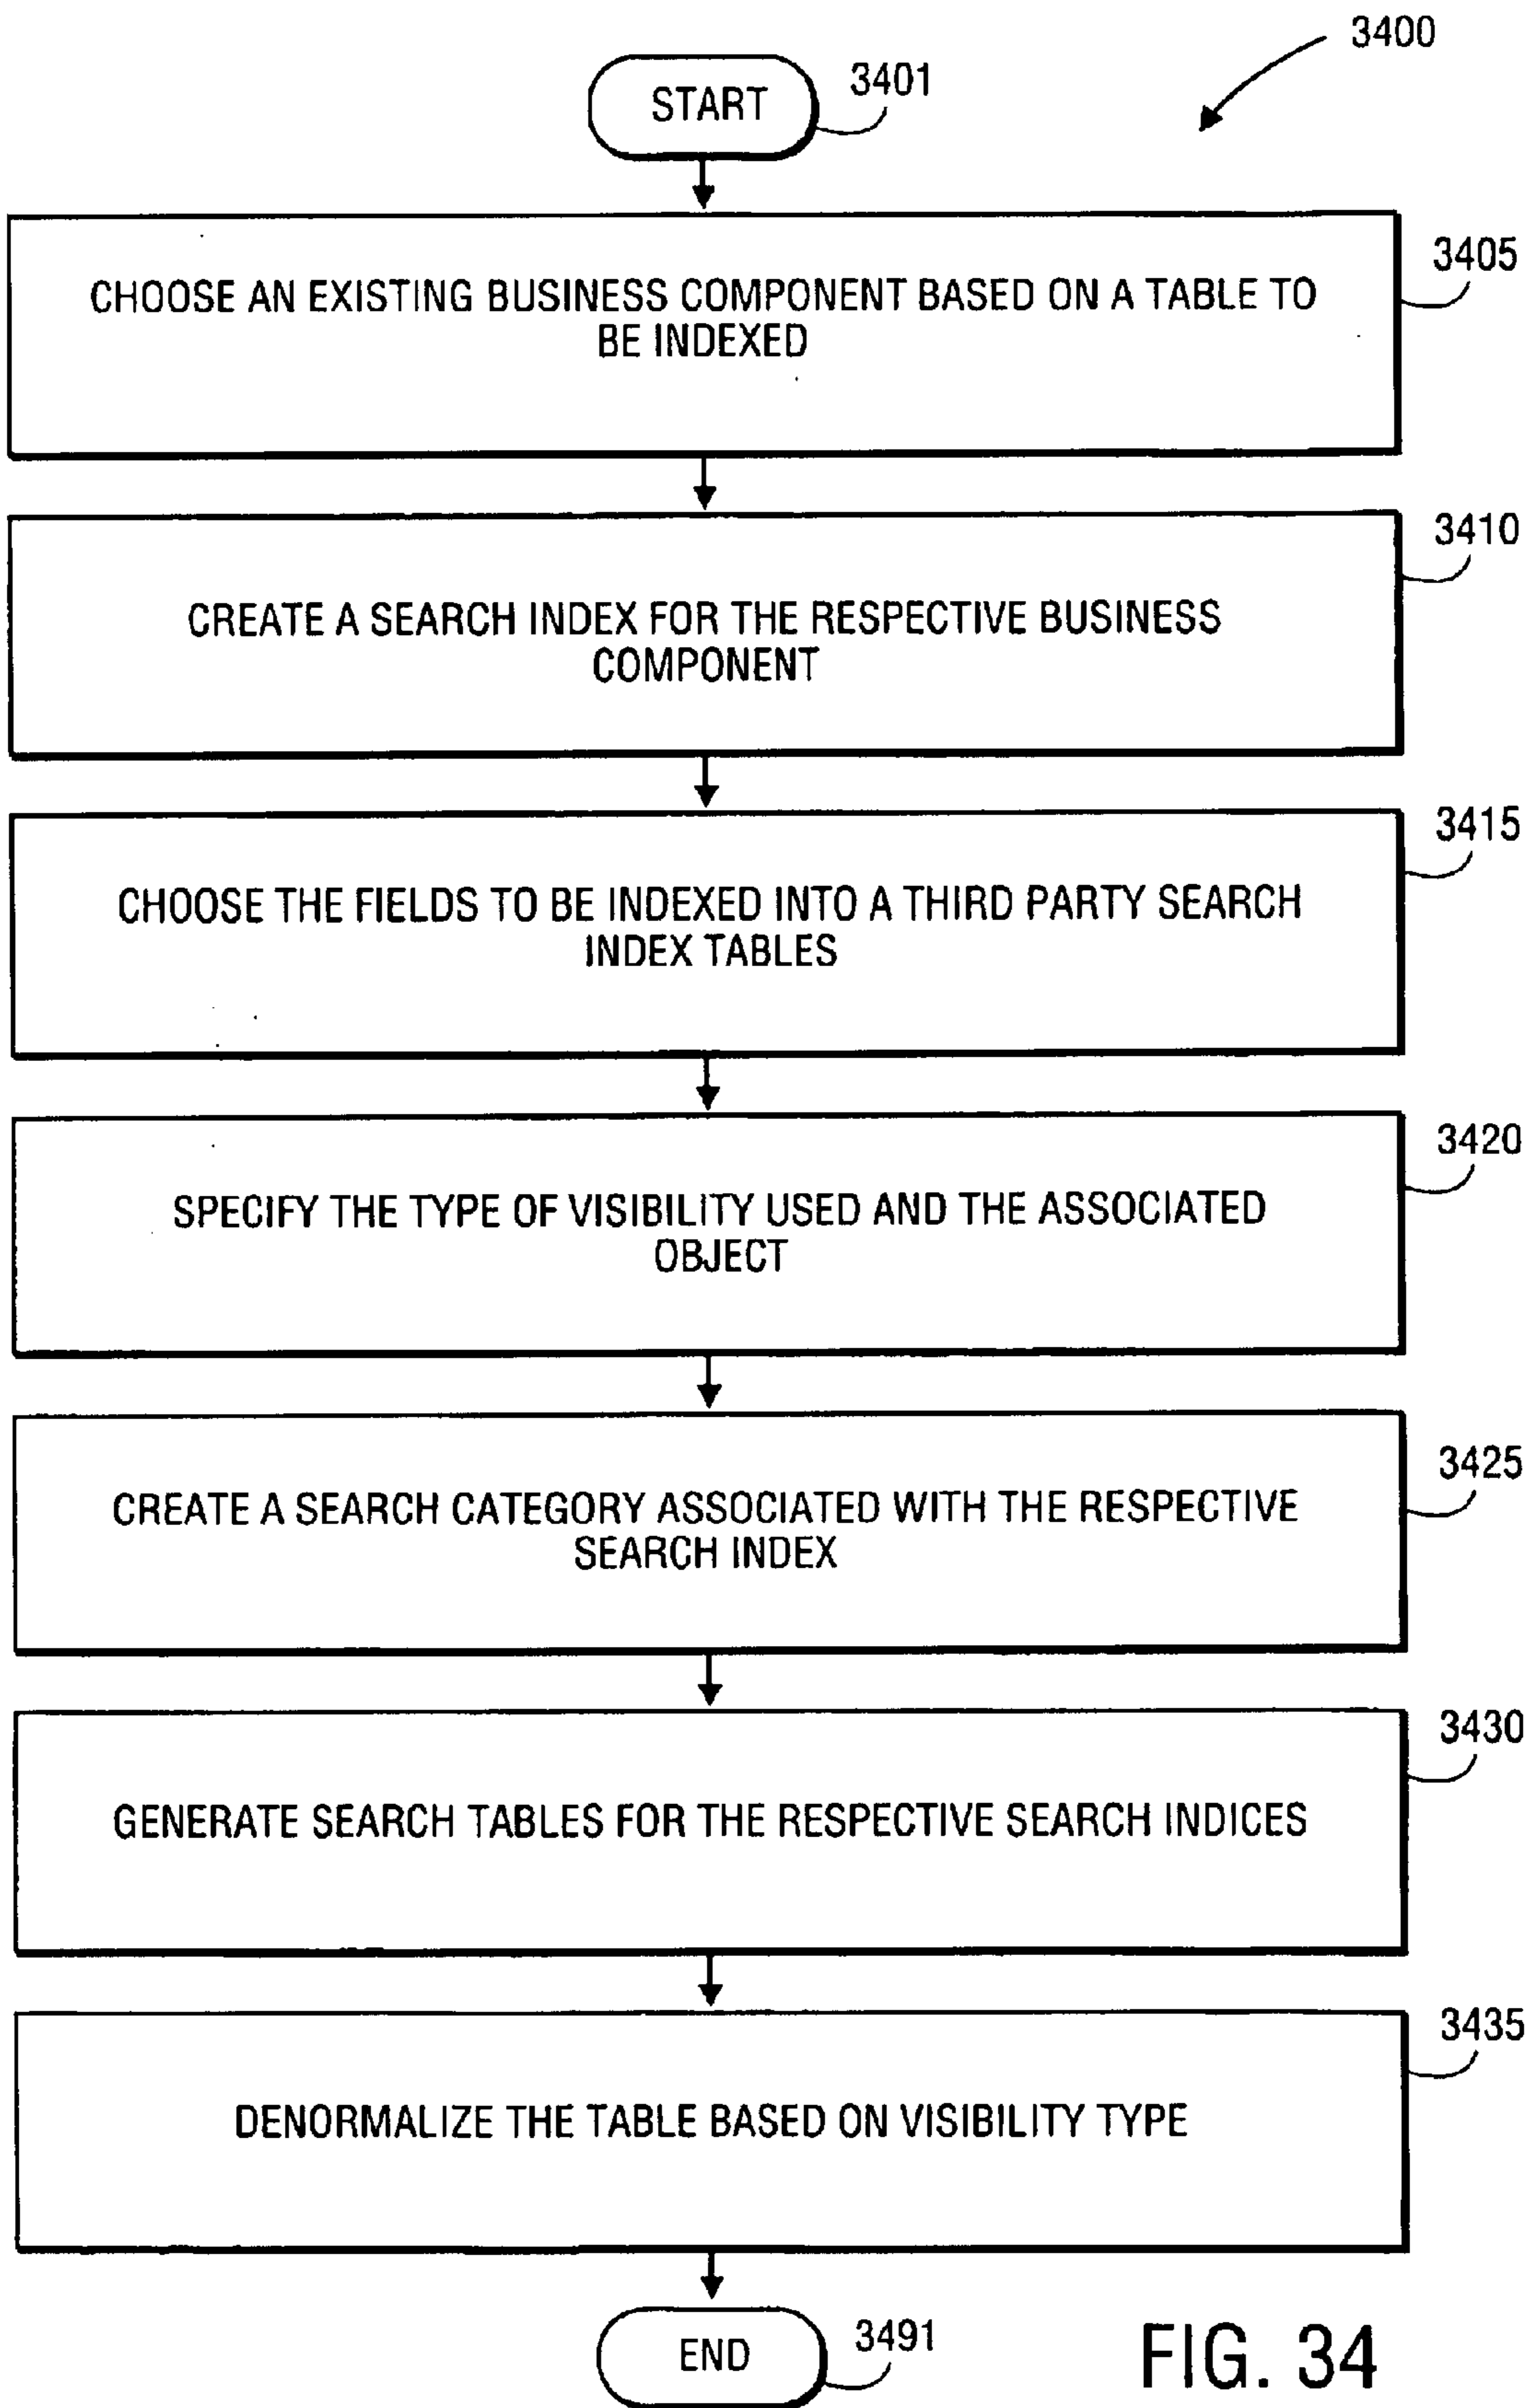 3400
START
3401
3405
CHOOSE AN EXISTING BUSINESS COMPONENT BASED ON A TABLE TO
BE INDEXED
3410
CREATE A SEARCH INDEX FOR THE RESPECTIVE BUSINESS
COMPONENT
3415
CHOOSE THE FIELDS TO BE INDEXED INTO A THIRD PARTY SEARCH
INDEX TABLES
3420
SPECIFY THE TYPE OF VISIBILITY USED AND THE ASSOCIATED
OBJECT
3425
CREATE A SEARCH CATEGORY ASSOCIATED WITH THE RESPECTIVE
SEARCH INDEX
3430
GENERATE SEARCH TABLES FOR THE RESPECTIVE SEARCH INDICES
3435
DENORMALIZE THE TABLE BASED ON VISIBILITY TYPE
END
3491
FIG. 34